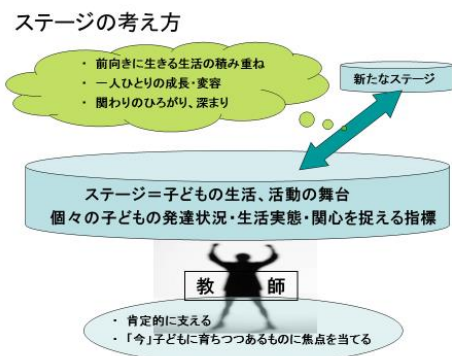 ステージの考え方
・ 前向きに生きる生活の積み重ね
・ 一人ひとりの成長・変容
・ 関わりのひろがり、深まり
新たなステージ
ステージ＝子どもの生活、活動の舞台
個々の子どもの発達状況・生活実態・関心を捉える指標
教　師
・ 肯定的に支える
・ 「今」子どもに育ちつつあるものに焦点を当てる